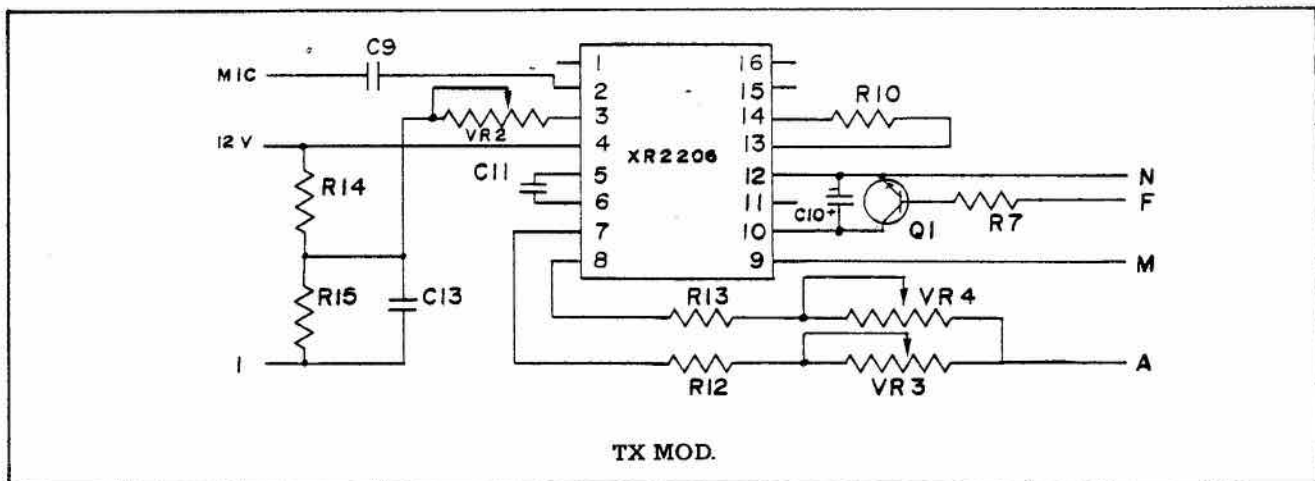 C9
MIC
1 16
2 15
R10
3 14
VR2
12 V
4 13
XR2206
R14
C11
5 12 N
6 11 F
C10+
Q1
R7
7 10
8 9 M
R15
C13
R13
VR4
I
R12
VR3
A
TX MOD.